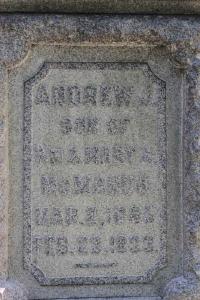 ANDREW J.
SON OF
& MARY A.
McMAHON
MAR. 2,
FEB. 23,